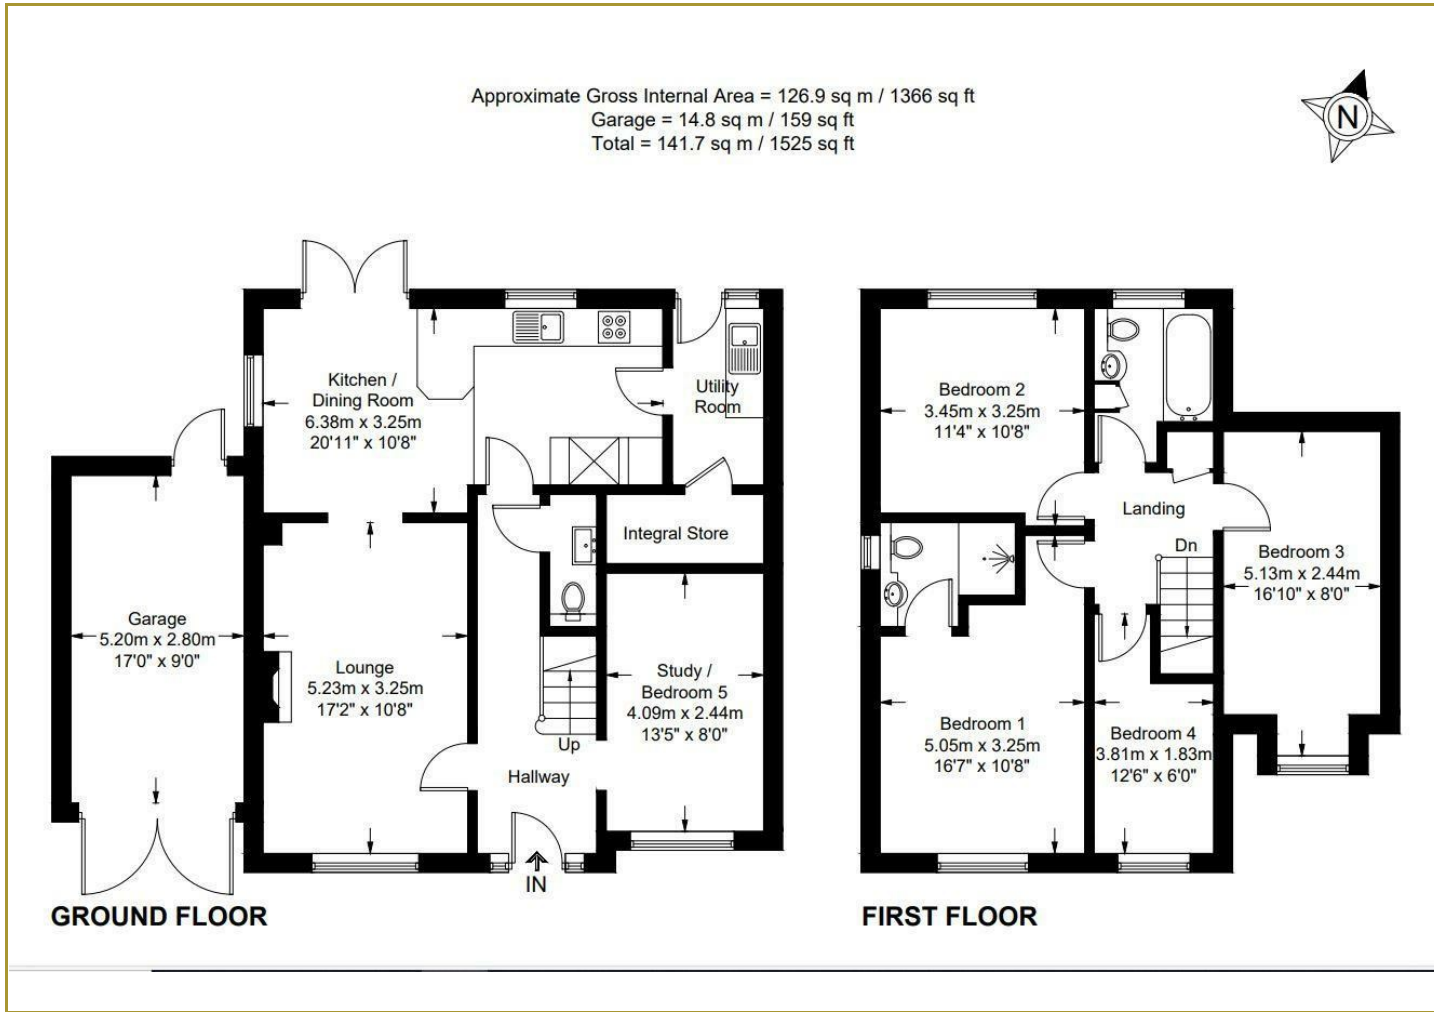 Approximate Gross Internal Area = 126.9 sq m / 1366 sq ft
Garage = 14.8 sq m / 159 sq ft
Total = 141.7 sq m / 1525 sq ft
N
Kitchen /
Dining Room
6.38m x 3.25m
20'11" x 10'8"
Utility
Room
Integral Store
Garage
5.20m x 2.80m
17'0" x 9'0"
Lounge
5.23m x 3.25m
17'2" x 10'8"
Study /
Bedroom 5
4.09m x 2.44m
13'5" x 8'0"
Up
Hallway
IN
GROUND FLOOR
Bedroom 2
3.45m x 3.25m
11'4" x 10'8"
Landing
Dn
Bedroom 3
5.13m x 2.44m
16'10" x 8'0"
Bedroom 1
5.05m x 3.25m
16'7" x 10'8"
Bedroom 4
3.81m x 1.83m
12'6" x 6'0"
FIRST FLOOR